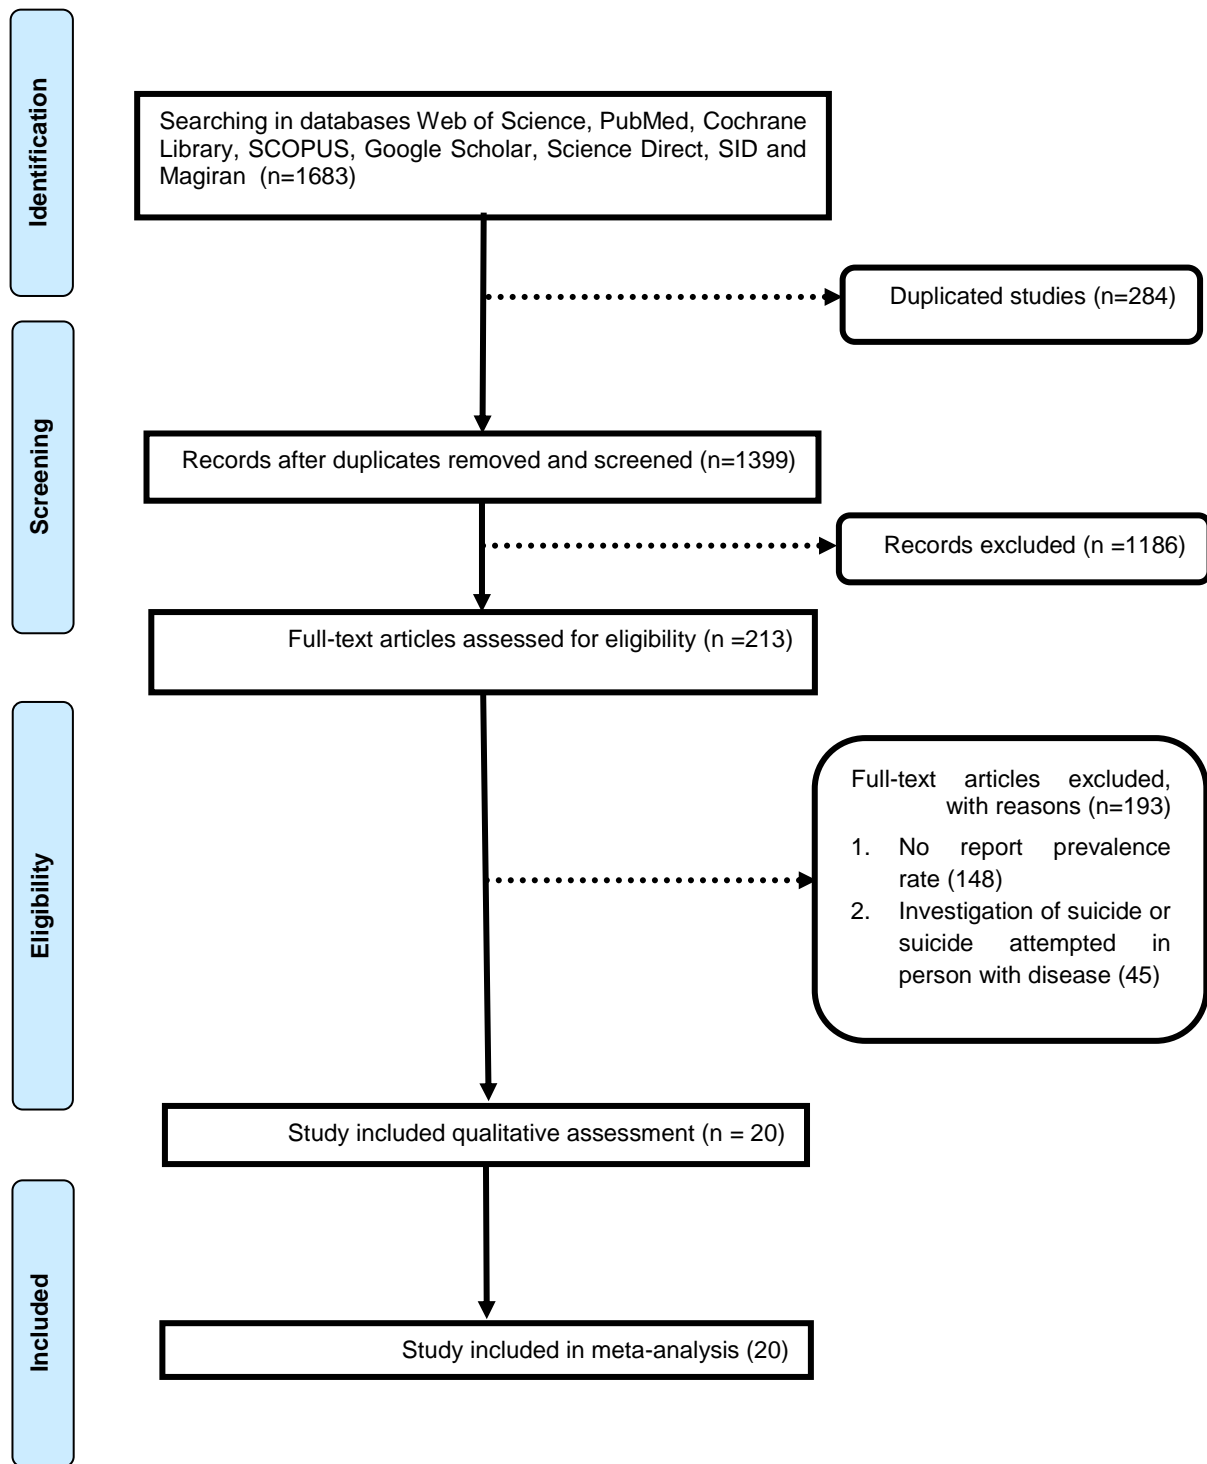 Identification
Searching in databases Web of Science, PubMed, Cochrane
Library, SCOPUS, Google Scholar, Science Direct, SID and
Magiran (n=1683)
Duplicated studies (n=284)
Screening
Records after duplicates removed and screened (n=1399)
Records excluded (n =1186)
Full-text articles assessed for eligibility (n =213)
Eligibility
Full-text articles excluded,
with reasons (n=193)
1. No report prevalence
rate (148)
2. Investigation of suicide or
suicide attempted in
person with disease (45)
Study included qualitative assessment (n = 20)
Included
Study included in meta-analysis (20)